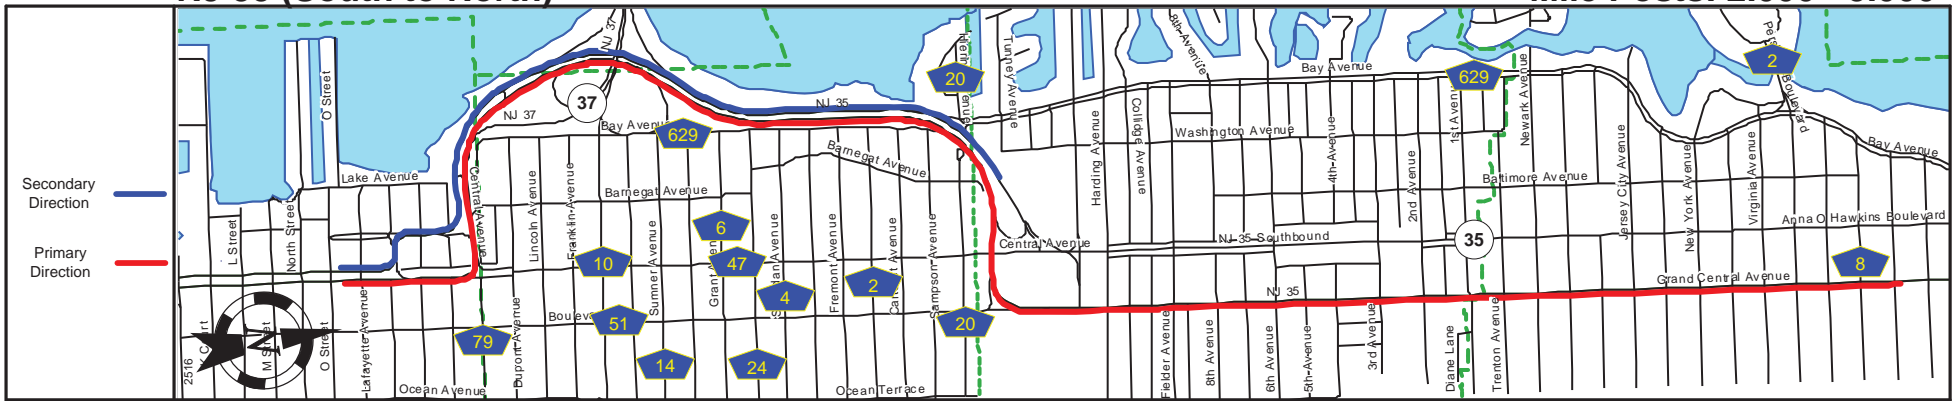 Secondary
Direction
Primary
Direction
NJ 37
O Street
NJ 37
37
Bay Avenue
629
NJ 35
20
Tunney Avenue
8th Avenue
Bay Avenue
629
Newark Avenue
2
Boulevard
Bay Avenue
Lake Avenue
L Street
North Street
Central Avenue
Lincoln Avenue
Franklin Avenue
Barnegat Avenue
Barnegat Avenue
6
10
47
4
2
Sumner Avenue
Fremont Avenue
Sampson Avenue
Harding Avenue
Washington Avenue
4th Avenue
2nd Avenue
1st Avenue
Baltimore Avenue
Jersey City Avenue
New York Avenue
Virginia Avenue
Anna O Hawkins Boulevard
Central Avenue
NJ 35 Southbound
35
8
Grand Central Avenue
NJ 35
51
79
14
24
20
2516
M Street
O Street
N
Lafayette Avenue
Dupont Avenue
Ocean Avenue
Ocean Terrace
Fielder Avenue
8th Avenue
6th Avenue
5th Avenue
3rd Avenue
Diane Lane
Trenton Avenue